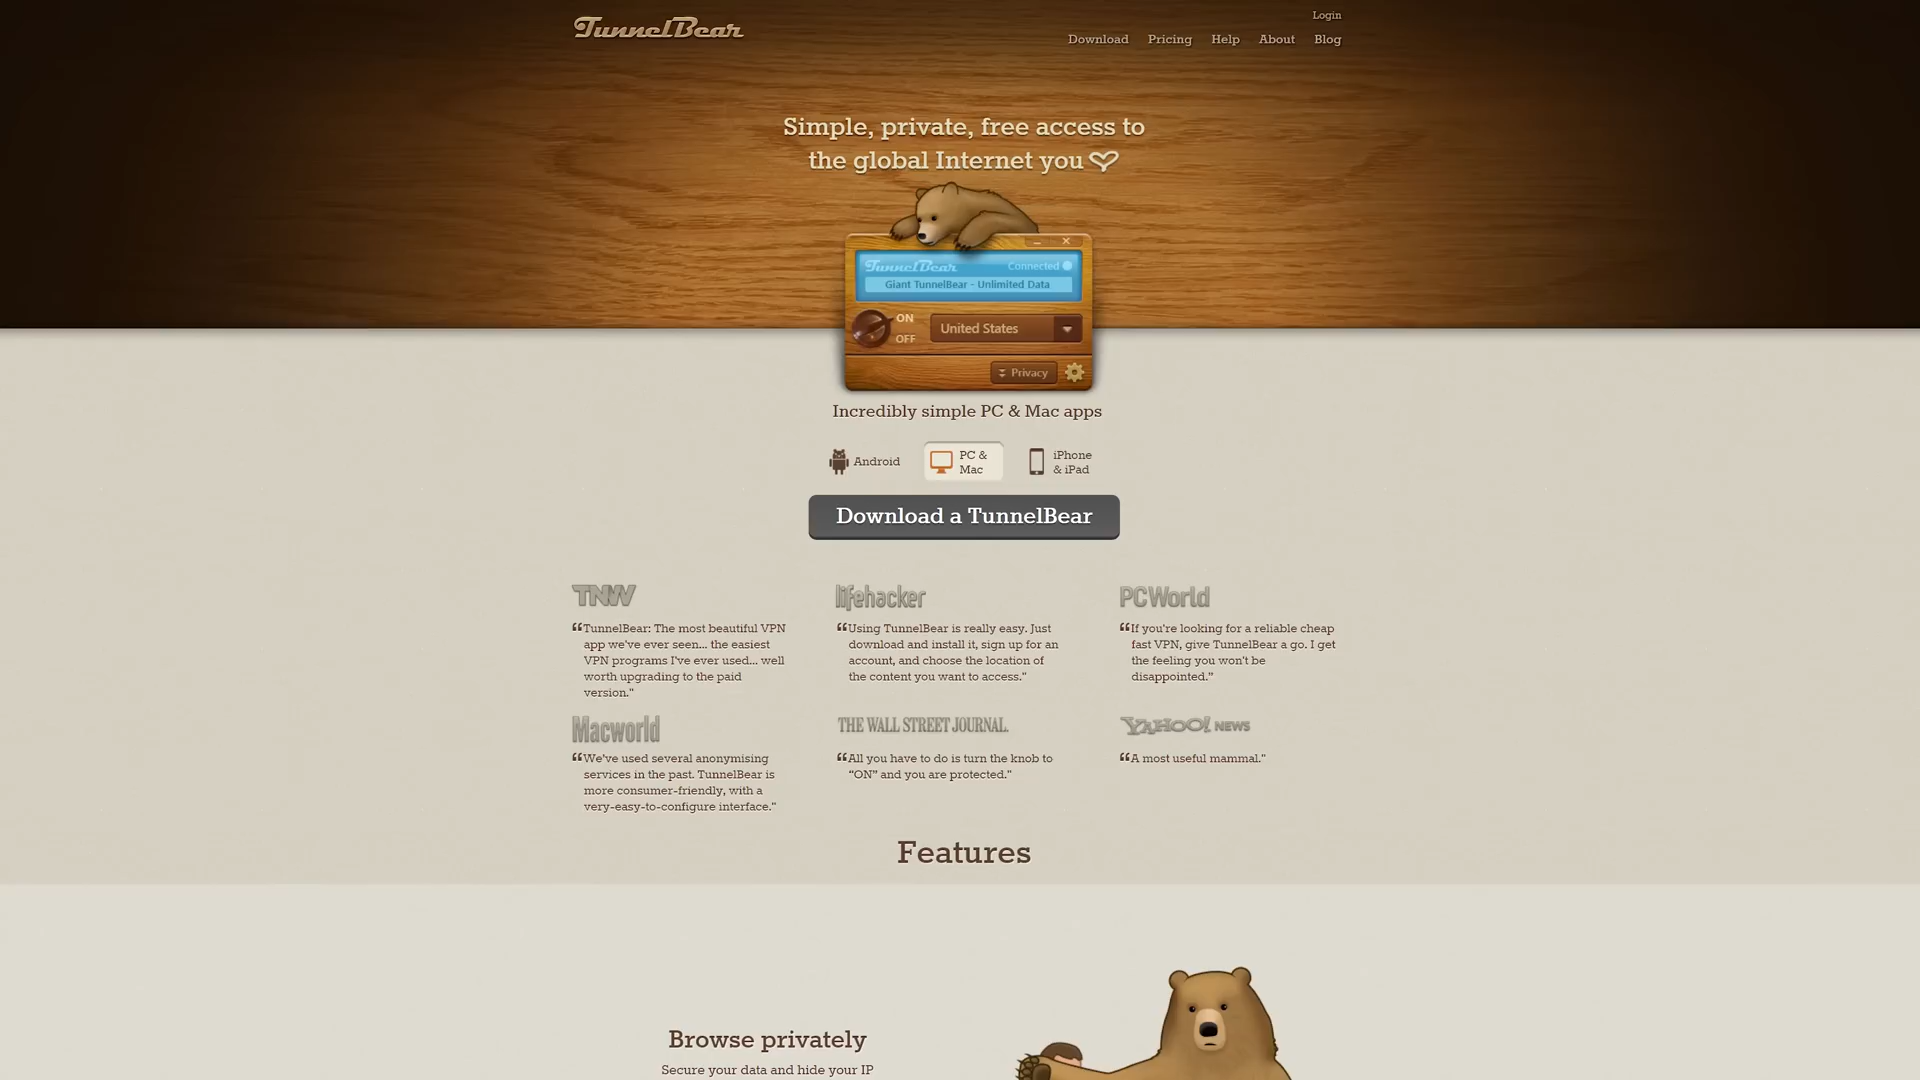 TunnelBear
Login
Download Pricing Help About Blog
Simple, private, free access to
the global Internet you
TunnelBear Connected
Giant TunnelBear - Unlimited Data
ON
OFF
United States
Privacy
Incredibly simple PC & Mac apps
Android
PC &
Mac
iPhone
& iPad
Download a TunnelBear
TNW
“TunnelBear: The most beautiful VPN
app we've ever seen... the easiest
VPN programs I've ever used... well
worth upgrading to the paid
version."
lifehacker
“Using TunnelBear is really easy. Just
download and install it, sign up for an
account, and choose the location of
the content you want to access."
PCWorld
“If you're looking for a reliable cheap
fast VPN, give TunnelBear a go. I get
the feeling you won't be
disappointed.”
Macworld
“We've used several anonymising
services in the past. TunnelBear is
more consumer-friendly, with a
very-easy-to-configure interface."
THE WALL STREET JOURNAL.
“All you have to do is turn the knob to
“ON” and you are protected."
YAHOO! NEWS
“A most useful mammal."
Features
Browse privately
Secure your data and hide your IP